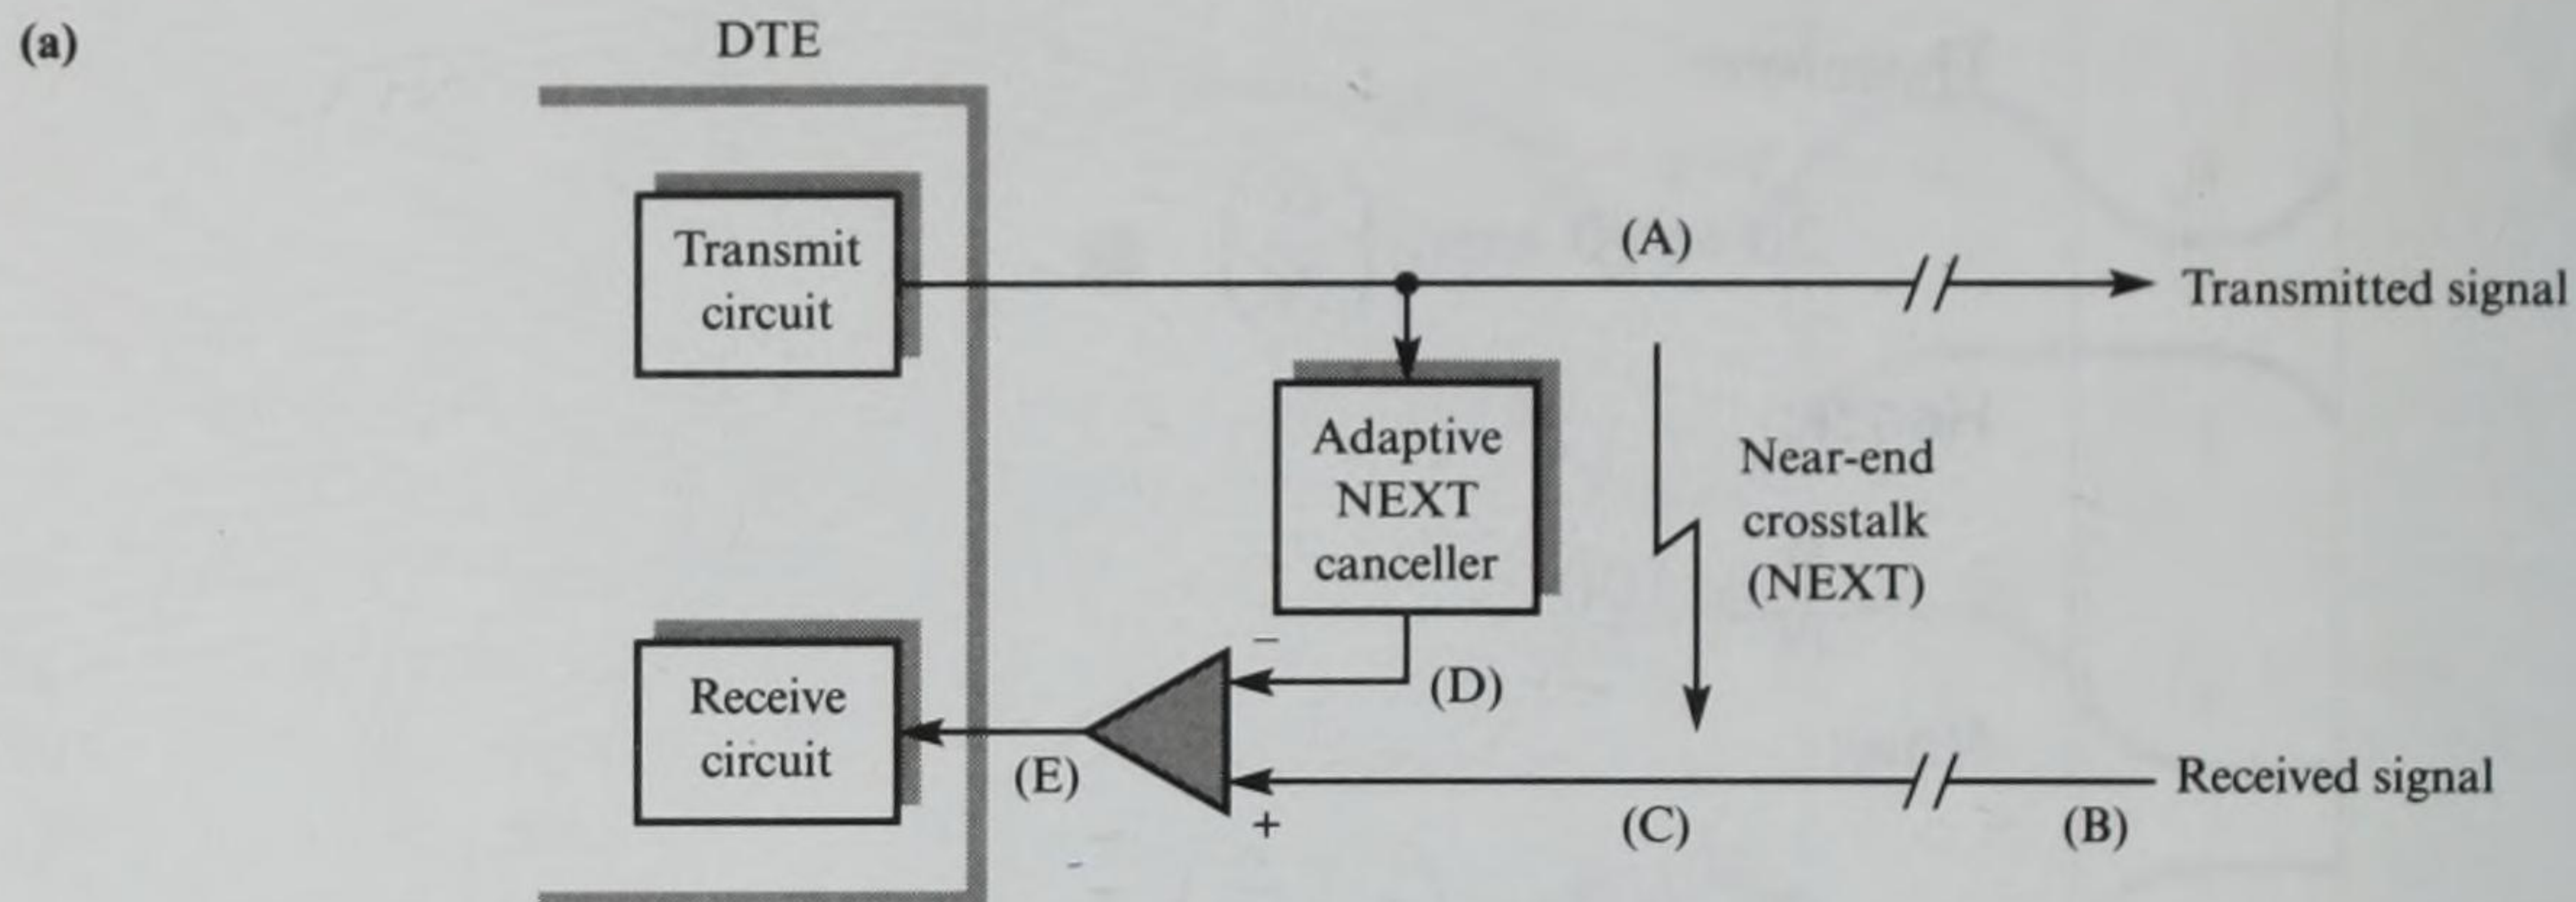 (a)
DTE
Transmit
circuit
(A)
Transmitted signal
Adaptive
NEXT
canceller
Near-end
crosstalk
(NEXT)
−
(D)
Receive
circuit
(E)
+
(C)
Received signal
(B)